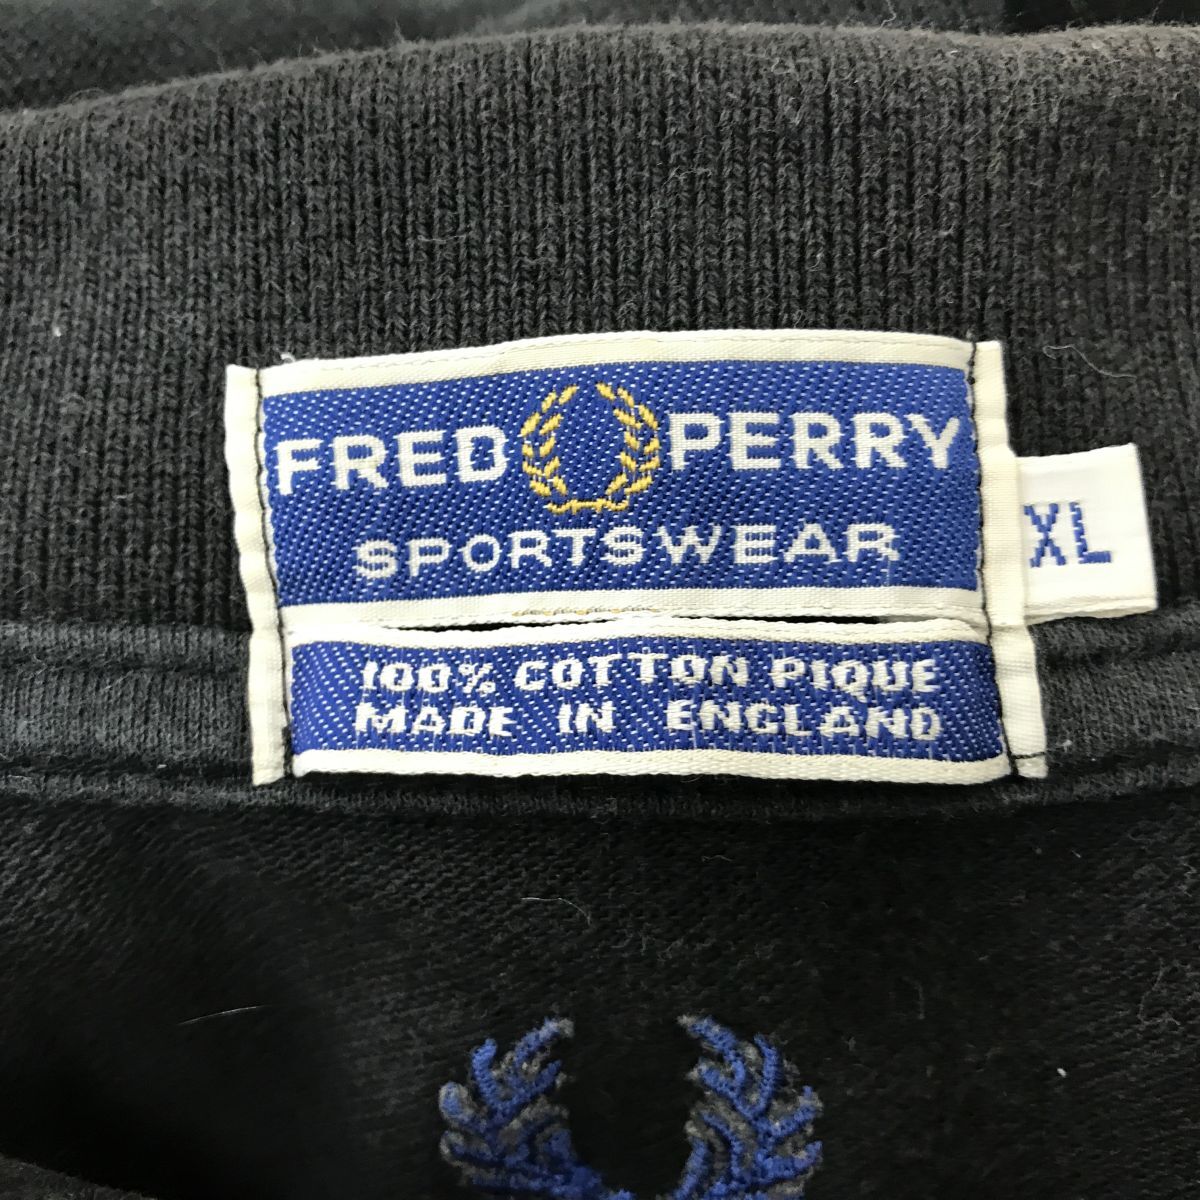 FRED PERRY
SPORTSWEAR
XL
100% COTTON PIQUE
MADE IN ENGLAND